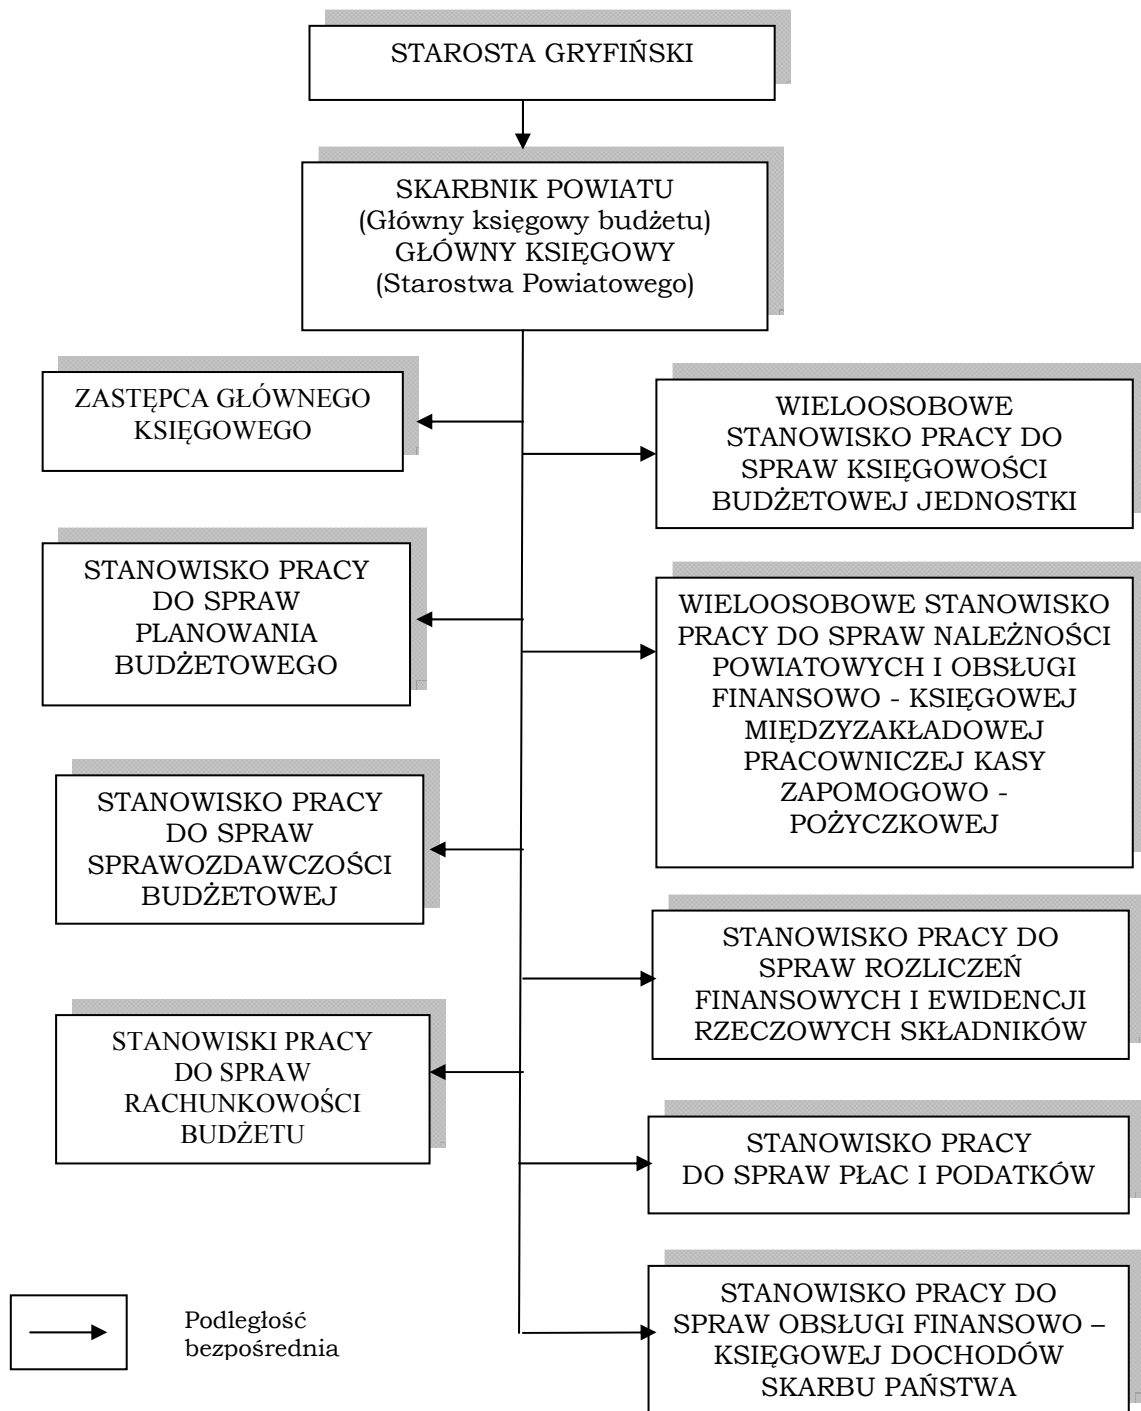 STAROSTA GRYFIŃSKI
SKARBNIK POWIATU
(Główny księgowy budżetu)
GŁÓWNY KSIĘGOWY
(Starostwa Powiatowego)
ZASTĘPCA GŁÓWNEGO
KSIĘGOWEGO
STANOWISKO PRACY
DO SPRAW
PLANOWANIA
BUDŻETOWEGO
STANOWISKO PRACY
DO SPRAW
SPRAWOZDAWCZOŚCI
BUDŻETOWEJ
STANOWISKI PRACY
DO SPRAW
RACHUNKOWOŚCI
BUDŻETU
WIELOOSOBOWE
STANOWISKO PRACY DO
SPRAW KSIĘGOWOŚCI
BUDŻETOWEJ JEDNOSTKI
WIELOOSOBOWE STANOWISKO
PRACY DO SPRAW NALEŻNOŚCI
POWIATOWYCH I OBSŁUGI
FINANSOWO - KSIĘGOWEJ
MIĘDZYZAKŁADOWEJ
PRACOWNICZEJ KASY
ZAPOMOGOWO -
POŻYCZKOWEJ
STANOWISKO PRACY DO
SPRAW ROZLICZEŃ
FINANSOWYCH I EWIDENCJI
RZECZOWYCH SKŁADNIKÓW
STANOWISKO PRACY
DO SPRAW PŁAC I PODATKÓW
STANOWISKO PRACY DO
SPRAW OBSŁUGI FINANSOWO –
KSIĘGOWEJ DOCHODÓW
SKARBU PAŃSTWA
Podległość
bezpośrednia